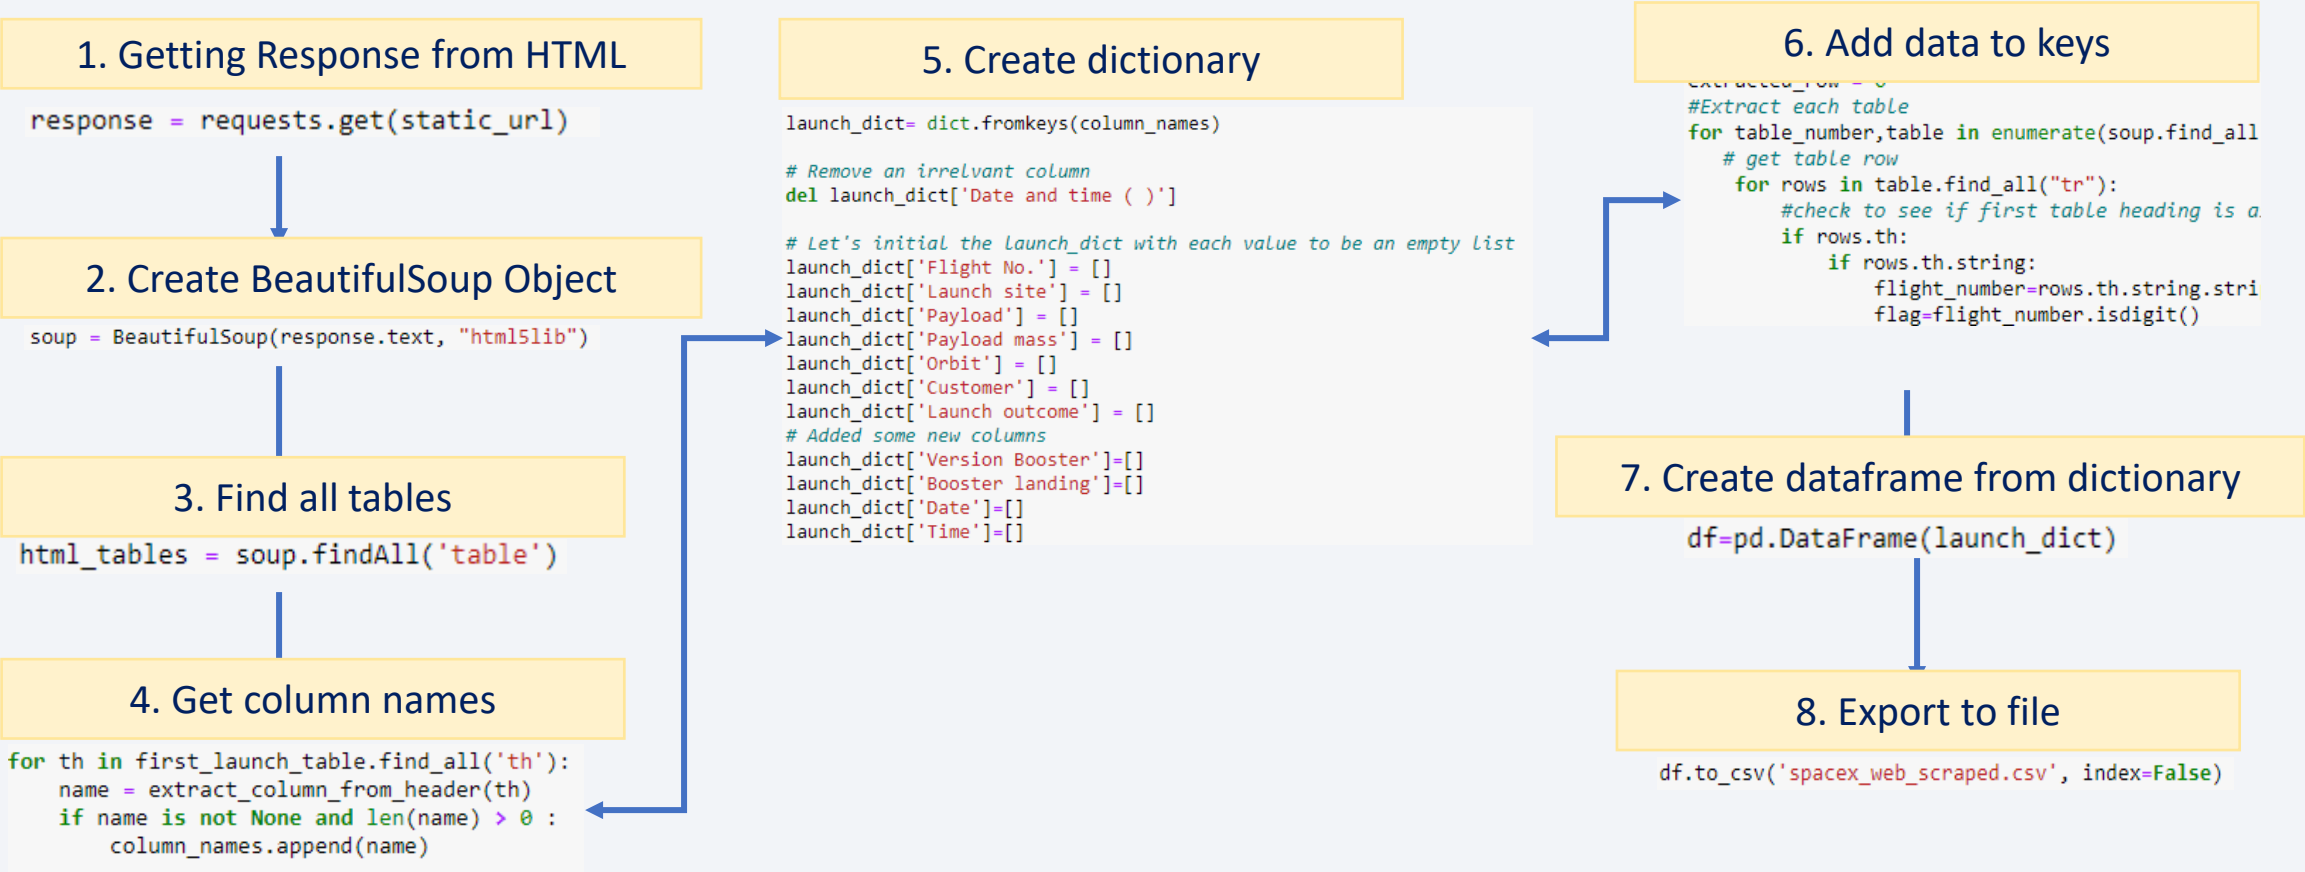 1. Getting Response from HTML
response = requests.get(static_url)
2. Create BeautifulSoup Object
soup = BeautifulSoup(response.text, "html5lib")
3. Find all tables
html_tables = soup.findAll('table')
4. Get column names
for th in first_launch_table.find_all('th'):
    name = extract_column_from_header(th)
    if name is not None and len(name) > 0 :
        column_names.append(name)
5. Create dictionary
launch_dict= dict.fromkeys(column_names)
# Remove an irrelvant column
del launch_dict['Date and time ( )']
# Let's initial the launch_dict with each value to be an empty list
launch_dict['Flight No.'] = []
launch_dict['Launch site'] = []
launch_dict['Payload'] = []
launch_dict['Payload mass'] = []
launch_dict['Orbit'] = []
launch_dict['Customer'] = []
launch_dict['Launch outcome'] = []
# Added some new columns
launch_dict['Version Booster']=[]
launch_dict['Booster landing']=[]
launch_dict['Date']=[]
launch_dict['Time']=[]
6. Add data to keys
extracted_row = 0
#Extract each table
for table_number,table in enumerate(soup.find_all
# get table row
for rows in table.find_all("tr"):
#check to see if first table heading is a
if rows.th:
if rows.th.string:
flight_number=rows.th.string.stri
flag=flight_number.isdigit()
7. Create dataframe from dictionary
df=pd.DataFrame(launch_dict)
8. Export to file
df.to_csv('spacex_web_scraped.csv', index=False)